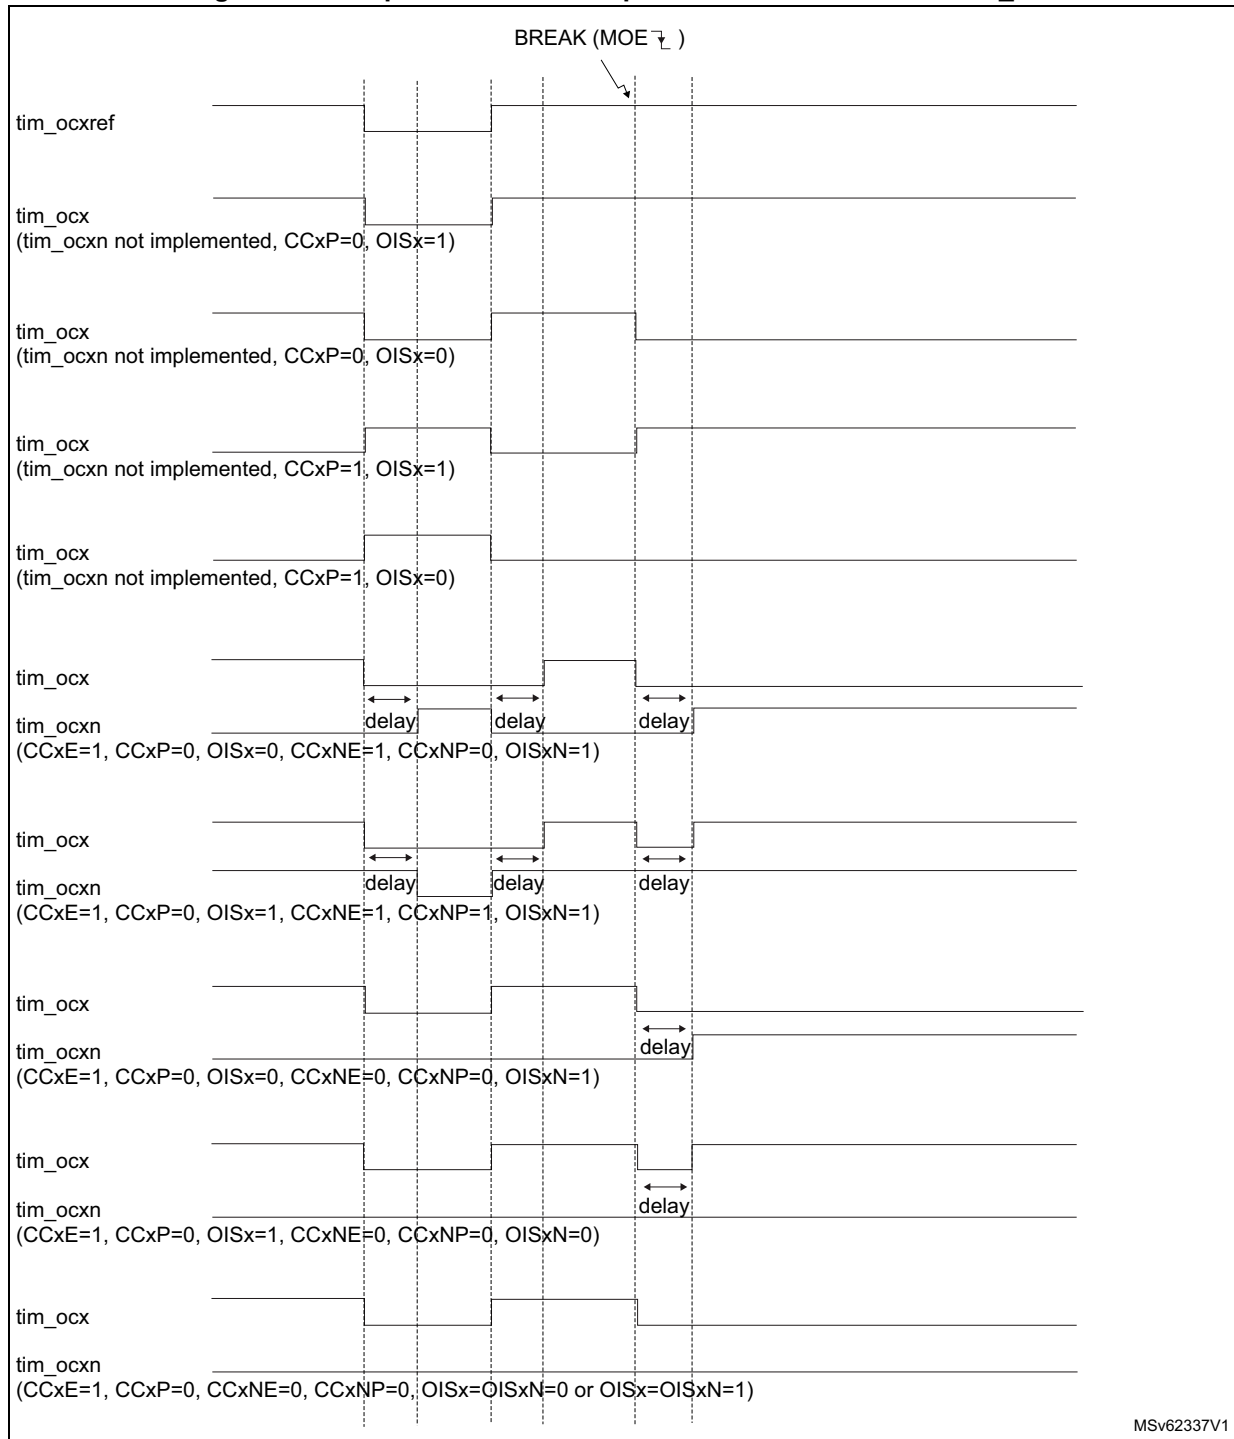 BREAK (MOE )
tim_ocxref
tim_ocx
(tim_ocxn not implemented, CCxP=0, OISx=1)
tim_ocx
(tim_ocxn not implemented, CCxP=0, OISx=0)
tim_ocx
(tim_ocxn not implemented, CCxP=1, OISx=1)
tim_ocx
(tim_ocxn not implemented, CCxP=1, OISx=0)
tim_ocx
tim_ocxn
delay delay delay
(CCxE=1, CCxP=0, OISx=0, CCxNE=1, CCxNP=0, OISxN=1)
tim_ocx
tim_ocxn
delay delay delay
(CCxE=1, CCxP=0, OISx=1, CCxNE=1, CCxNP=1, OISxN=1)
tim_ocx
tim_ocxn
delay
(CCxE=1, CCxP=0, OISx=0, CCxNE=0, CCxNP=0, OISxN=1)
tim_ocx
tim_ocxn
delay
(CCxE=1, CCxP=0, OISx=1, CCxNE=0, CCxNP=0, OISxN=0)
tim_ocx
tim_ocxn
(CCxE=1, CCxP=0, CCxNE=0, CCxNP=0, OISx=OISxN=0 or OISx=OISxN=1)
MSv62337V1